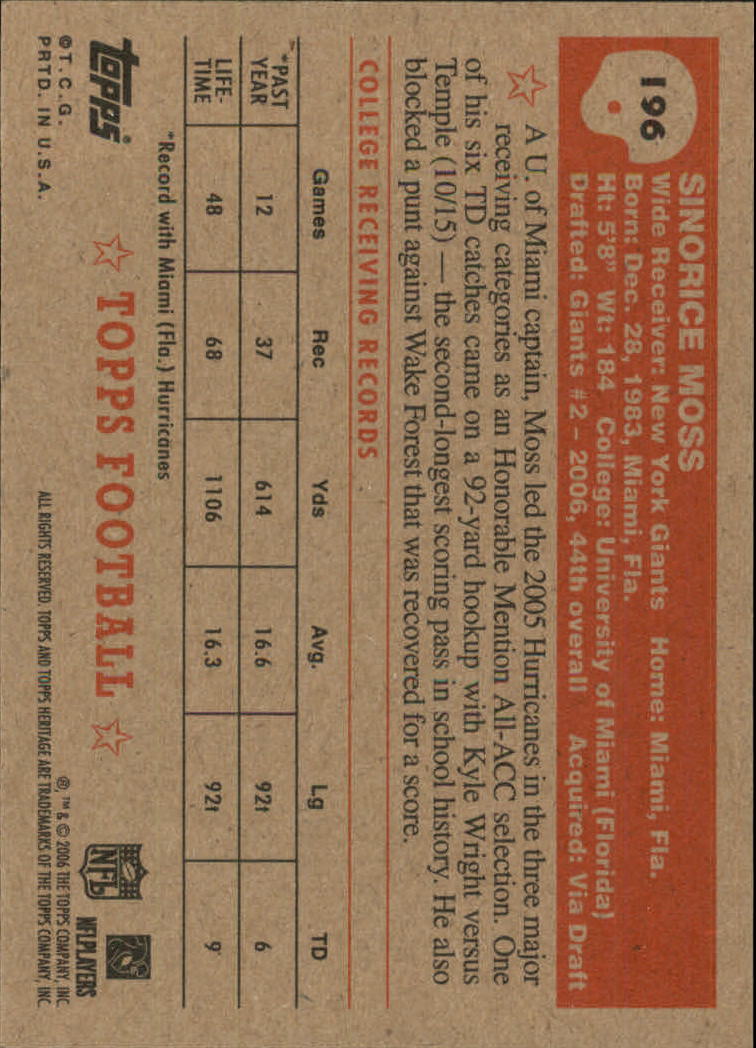 196
SINORICE MOSS
Wide Receiver: New York Giants Home: Miami, Fla.
Born: Dec. 28, 1983, Miami, Fla.
Ht: 5'8" Wt: 184 College: University of Miami (Florida)
Drafted: Giants #2 – 2006, 44th overall Acquired: Via Draft
A U. of Miami captain, Moss led the 2005 Hurricanes in the three major
receiving categories as an Honorable Mention All-ACC selection. One
of his six TD catches came on a 92-yard hookup with Kyle Wright versus
Temple (10/15) — the second-longest scoring pass in school history. He also
blocked a punt against Wake Forest that was recovered for a score.
COLLEGE RECEIVING RECORDS
Games Rec Yds Avg. Lg TD
*PAST YEAR 12 37 614 16.6 92t 6
LIFE-TIME 48 68 1106 16.3 92t 9
*Record with Miami (Fla.) Hurricanes
topps®
TOPPS FOOTBALL
NFL
NFLPLAYERS
©T.C.G.
PRTD. IN U.S.A.
®, ™ & © 2006 THE TOPPS COMPANY, INC.
ALL RIGHTS RESERVED. TOPPS AND TOPPS HERITAGE ARE TRADEMARKS OF THE TOPPS COMPANY, INC.